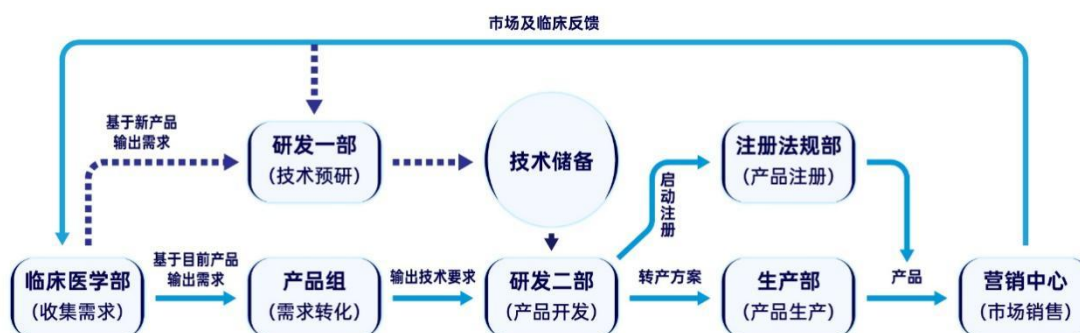 市场及临床反馈
基于新产品
输出需求
研发一部
(技术预研)
技术储备
注册法规部
(产品注册)
启动注册
临床医学部
(收集需求)
基于目前产品
输出需求
产品组
(需求转化)
输出技术要求
研发二部
(产品开发)
转产方案
生产部
(产品生产)
产品
营销中心
(市场销售)